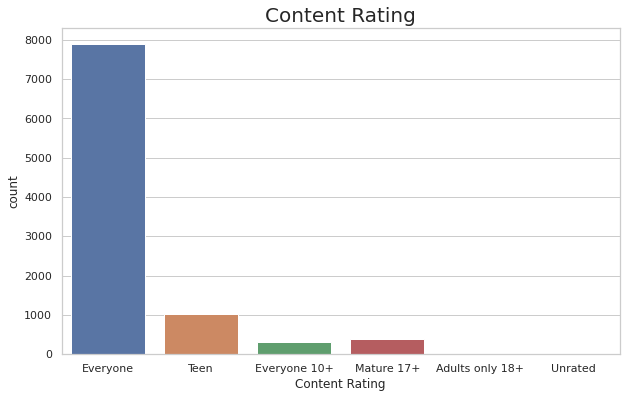 Content Rating
8000
7000
6000
5000
4000
3000
2000
1000
0
count
Everyone Teen Everyone 10+ Mature 17+ Adults only 18+ Unrated
Content Rating